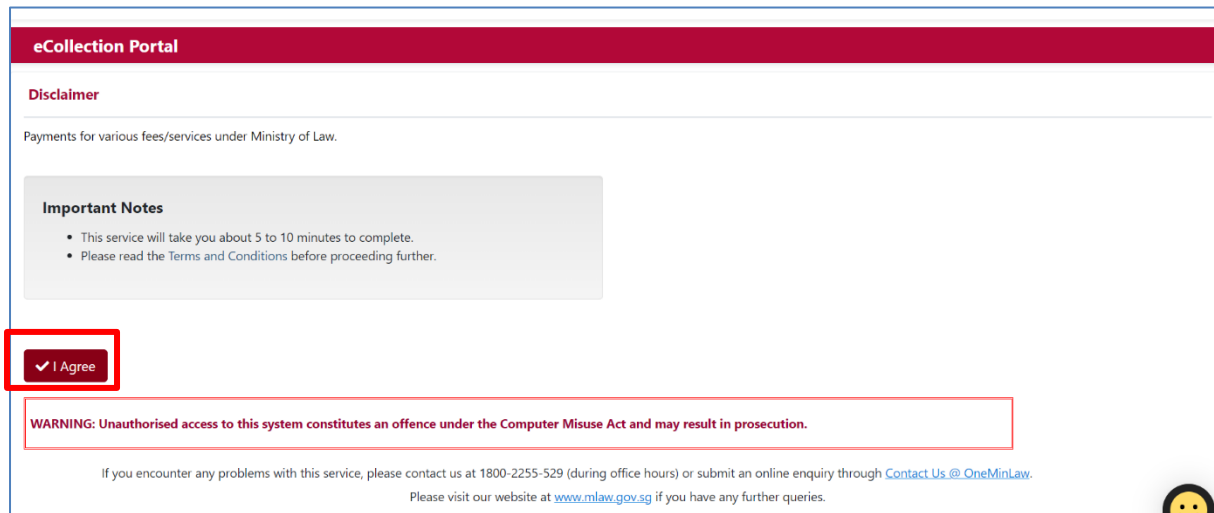 eCollection Portal
Disclaimer
Payments for various fees/services under Ministry of Law.
Important Notes
• This service will take you about 5 to 10 minutes to complete.
• Please read the Terms and Conditions before proceeding further.
✔ I Agree
WARNING: Unauthorised access to this system constitutes an offence under the Computer Misuse Act and may result in prosecution.
If you encounter any problems with this service, please contact us at 1800-2255-529 (during office hours) or submit an online enquiry through Contact Us @ OneMinLaw.
Please visit our website at www.mlaw.gov.sg if you have any further queries.